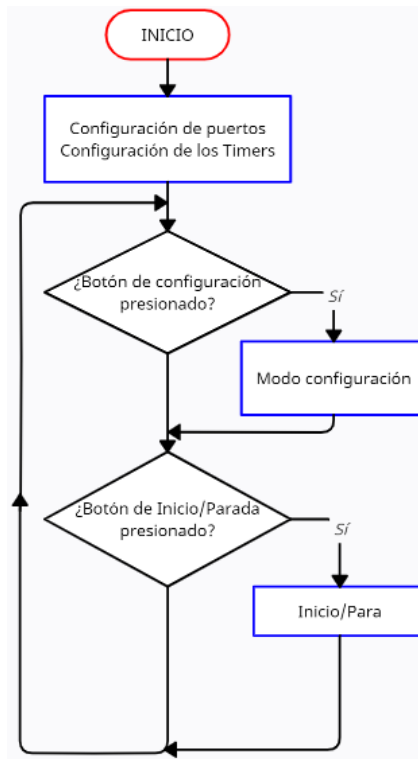 INICIO
Configuración de puertos
Configuración de los Timers
¿Botón de configuración
presionado?
Sí
Modo configuración
¿Botón de Inicio/Parada
presionado?
Sí
Inicio/Para